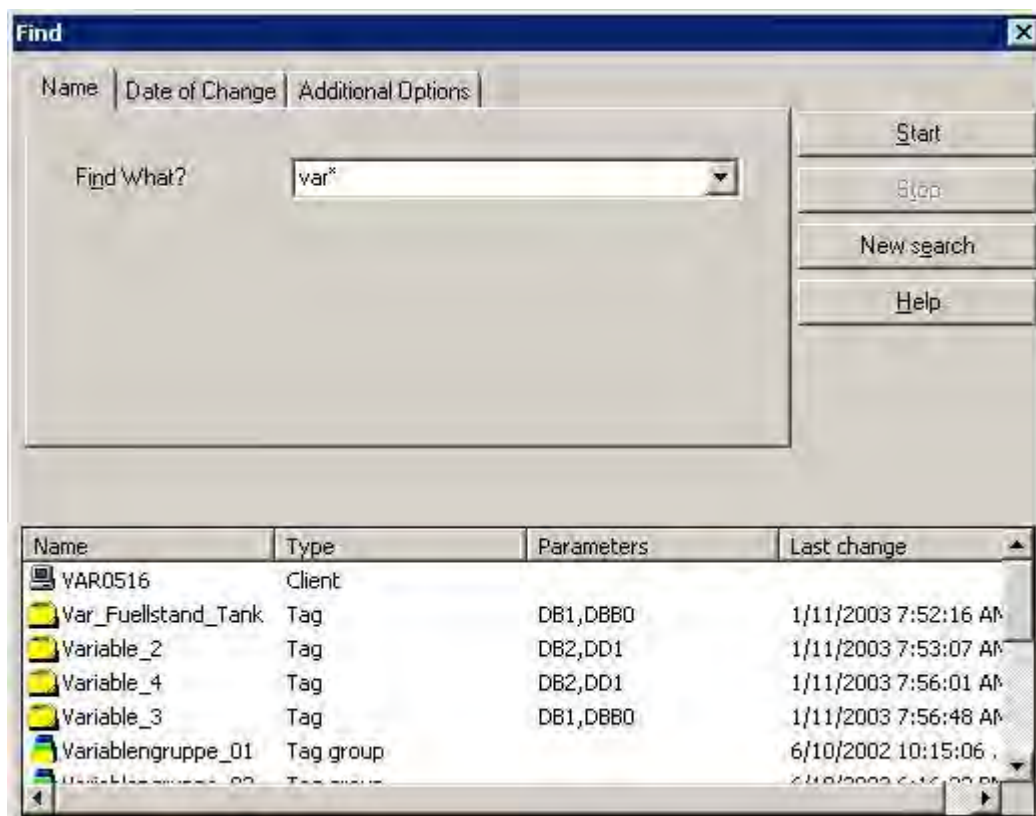 Find
Name Date of Change Additional Options
Start
Find What? var*
Stop
New search
Help
Name Type Parameters Last change
VAR0516 Client
Var_Fuellstand_Tank Tag DB1,DBB0 1/11/2003 7:52:16 AM
Variable_2 Tag DB2,DD1 1/11/2003 7:53:07 AM
Variable_4 Tag DB2,DD1 1/11/2003 7:56:01 AM
Variable_3 Tag DB1,DBB0 1/11/2003 7:56:48 AM
Variablengruppe_01 Tag group 6/10/2002 10:15:06